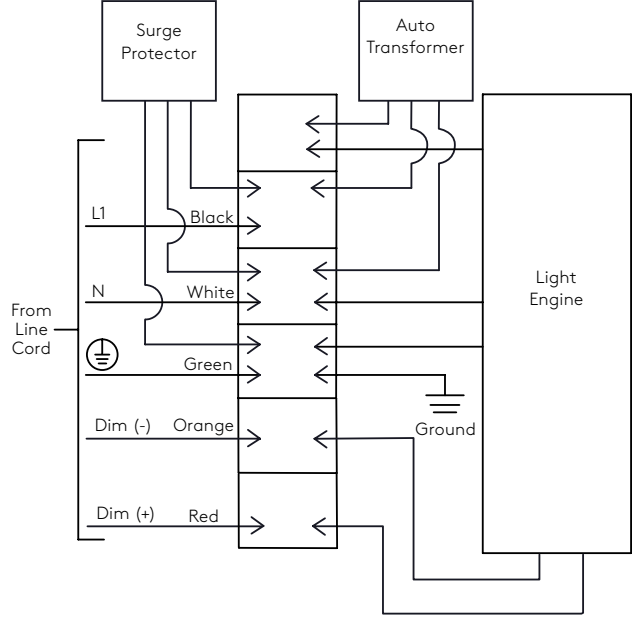 Surge
Protector
Auto
Transformer
L1
Black
N
White
From
Line
Cord
Light
Engine
Green
Dim (-)
Orange
Ground
Dim (+)
Red